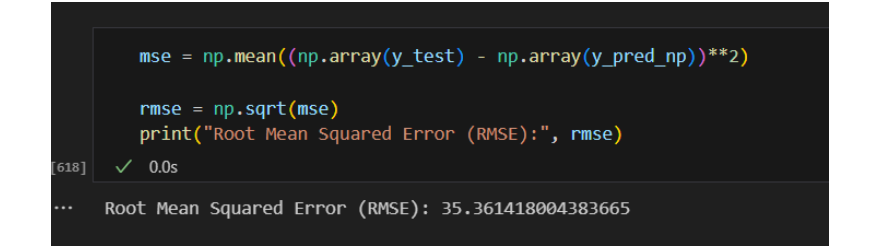 mse = np.mean((np.array(y_test) - np.array(y_pred_np))**2)
rmse = np.sqrt(mse)
print("Root Mean Squared Error (RMSE):", rmse)
[618] ✓ 0.0s
... Root Mean Squared Error (RMSE): 35.361418004383665